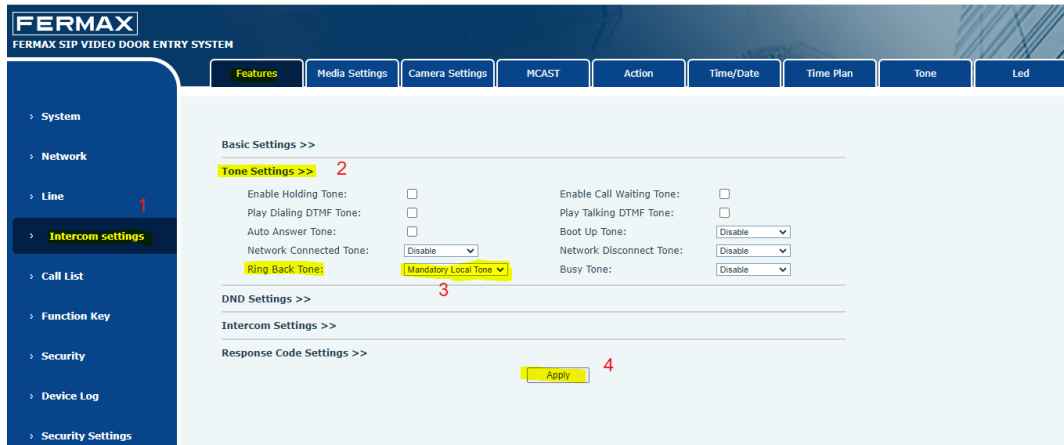 FERMAX
FERMAX SIP VIDEO DOOR ENTRY SYSTEM
Features Media Settings Camera Settings MCAST Action Time/Date Time Plan Tone Led
› System
› Network
› Line
1
› Intercom settings
› Call List
› Function Key
› Security
› Device Log
› Security Settings
Basic Settings >>
Tone Settings >> 2
Enable Holding Tone: Enable Call Waiting Tone:
Play Dialing DTMF Tone: Play Talking DTMF Tone:
Auto Answer Tone: Boot Up Tone: Disable
Network Connected Tone: Disable Network Disconnect Tone: Disable
Ring Back Tone: Mandatory Local Tone Busy Tone: Disable
3
DND Settings >>
Intercom Settings >>
Response Code Settings >>
Apply 4